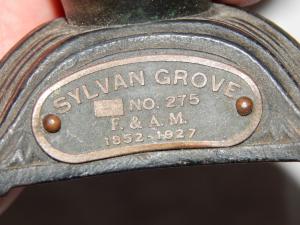 SYLVAN GROVE
NO. 275
F. & A. M.
1852-1927